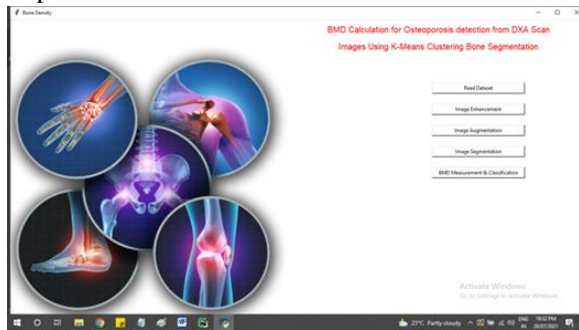 Bone Density
BMD Calculation for Osteoporosis detection from DXA Scan
Images Using K-Means Clustering Bone Segmentation
Read Dataset
Image Enhancement
Image Augmentation
Image Segmentation
BMD Measurement & Classification
Activate Windows
Go to Settings to activate Windows.
23°C Partly cloudy
ENG